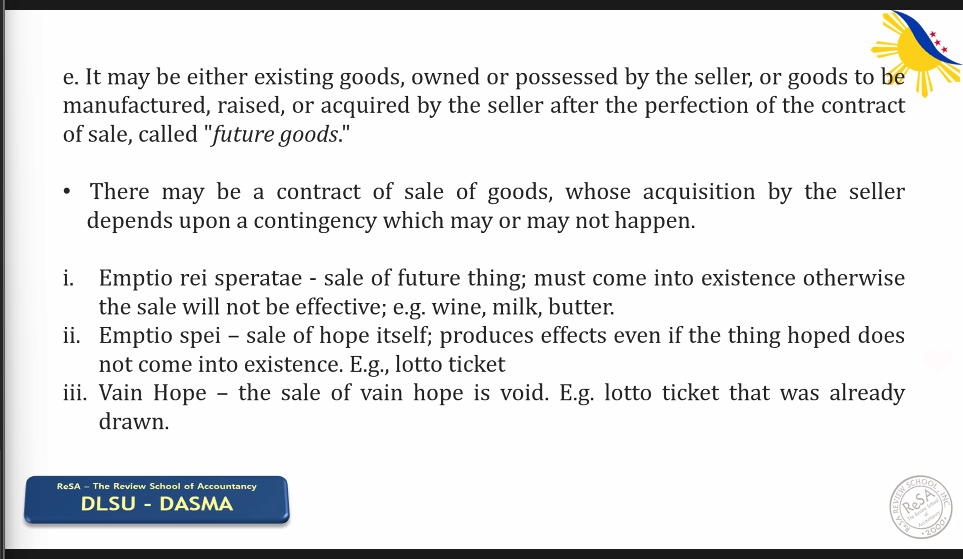 e. It may be either existing goods, owned or possessed by the seller, or goods to be
manufactured, raised, or acquired by the seller after the perfection of the contract
of sale, called "future goods."
• There may be a contract of sale of goods, whose acquisition by the seller
depends upon a contingency which may or may not happen.
i. Emptio rei speratae - sale of future thing; must come into existence otherwise
the sale will not be effective; e.g. wine, milk, butter.
ii. Emptio spei – sale of hope itself; produces effects even if the thing hoped does
not come into existence. E.g., lotto ticket
iii. Vain Hope – the sale of vain hope is void. E.g. lotto ticket that was already
drawn.
ReSA – The Review School of Accountancy
DLSU - DASMA
ReSA REVIEW SCHOOL, INC.
ReSA
The Review School
of
Accountancy
• 2000 •